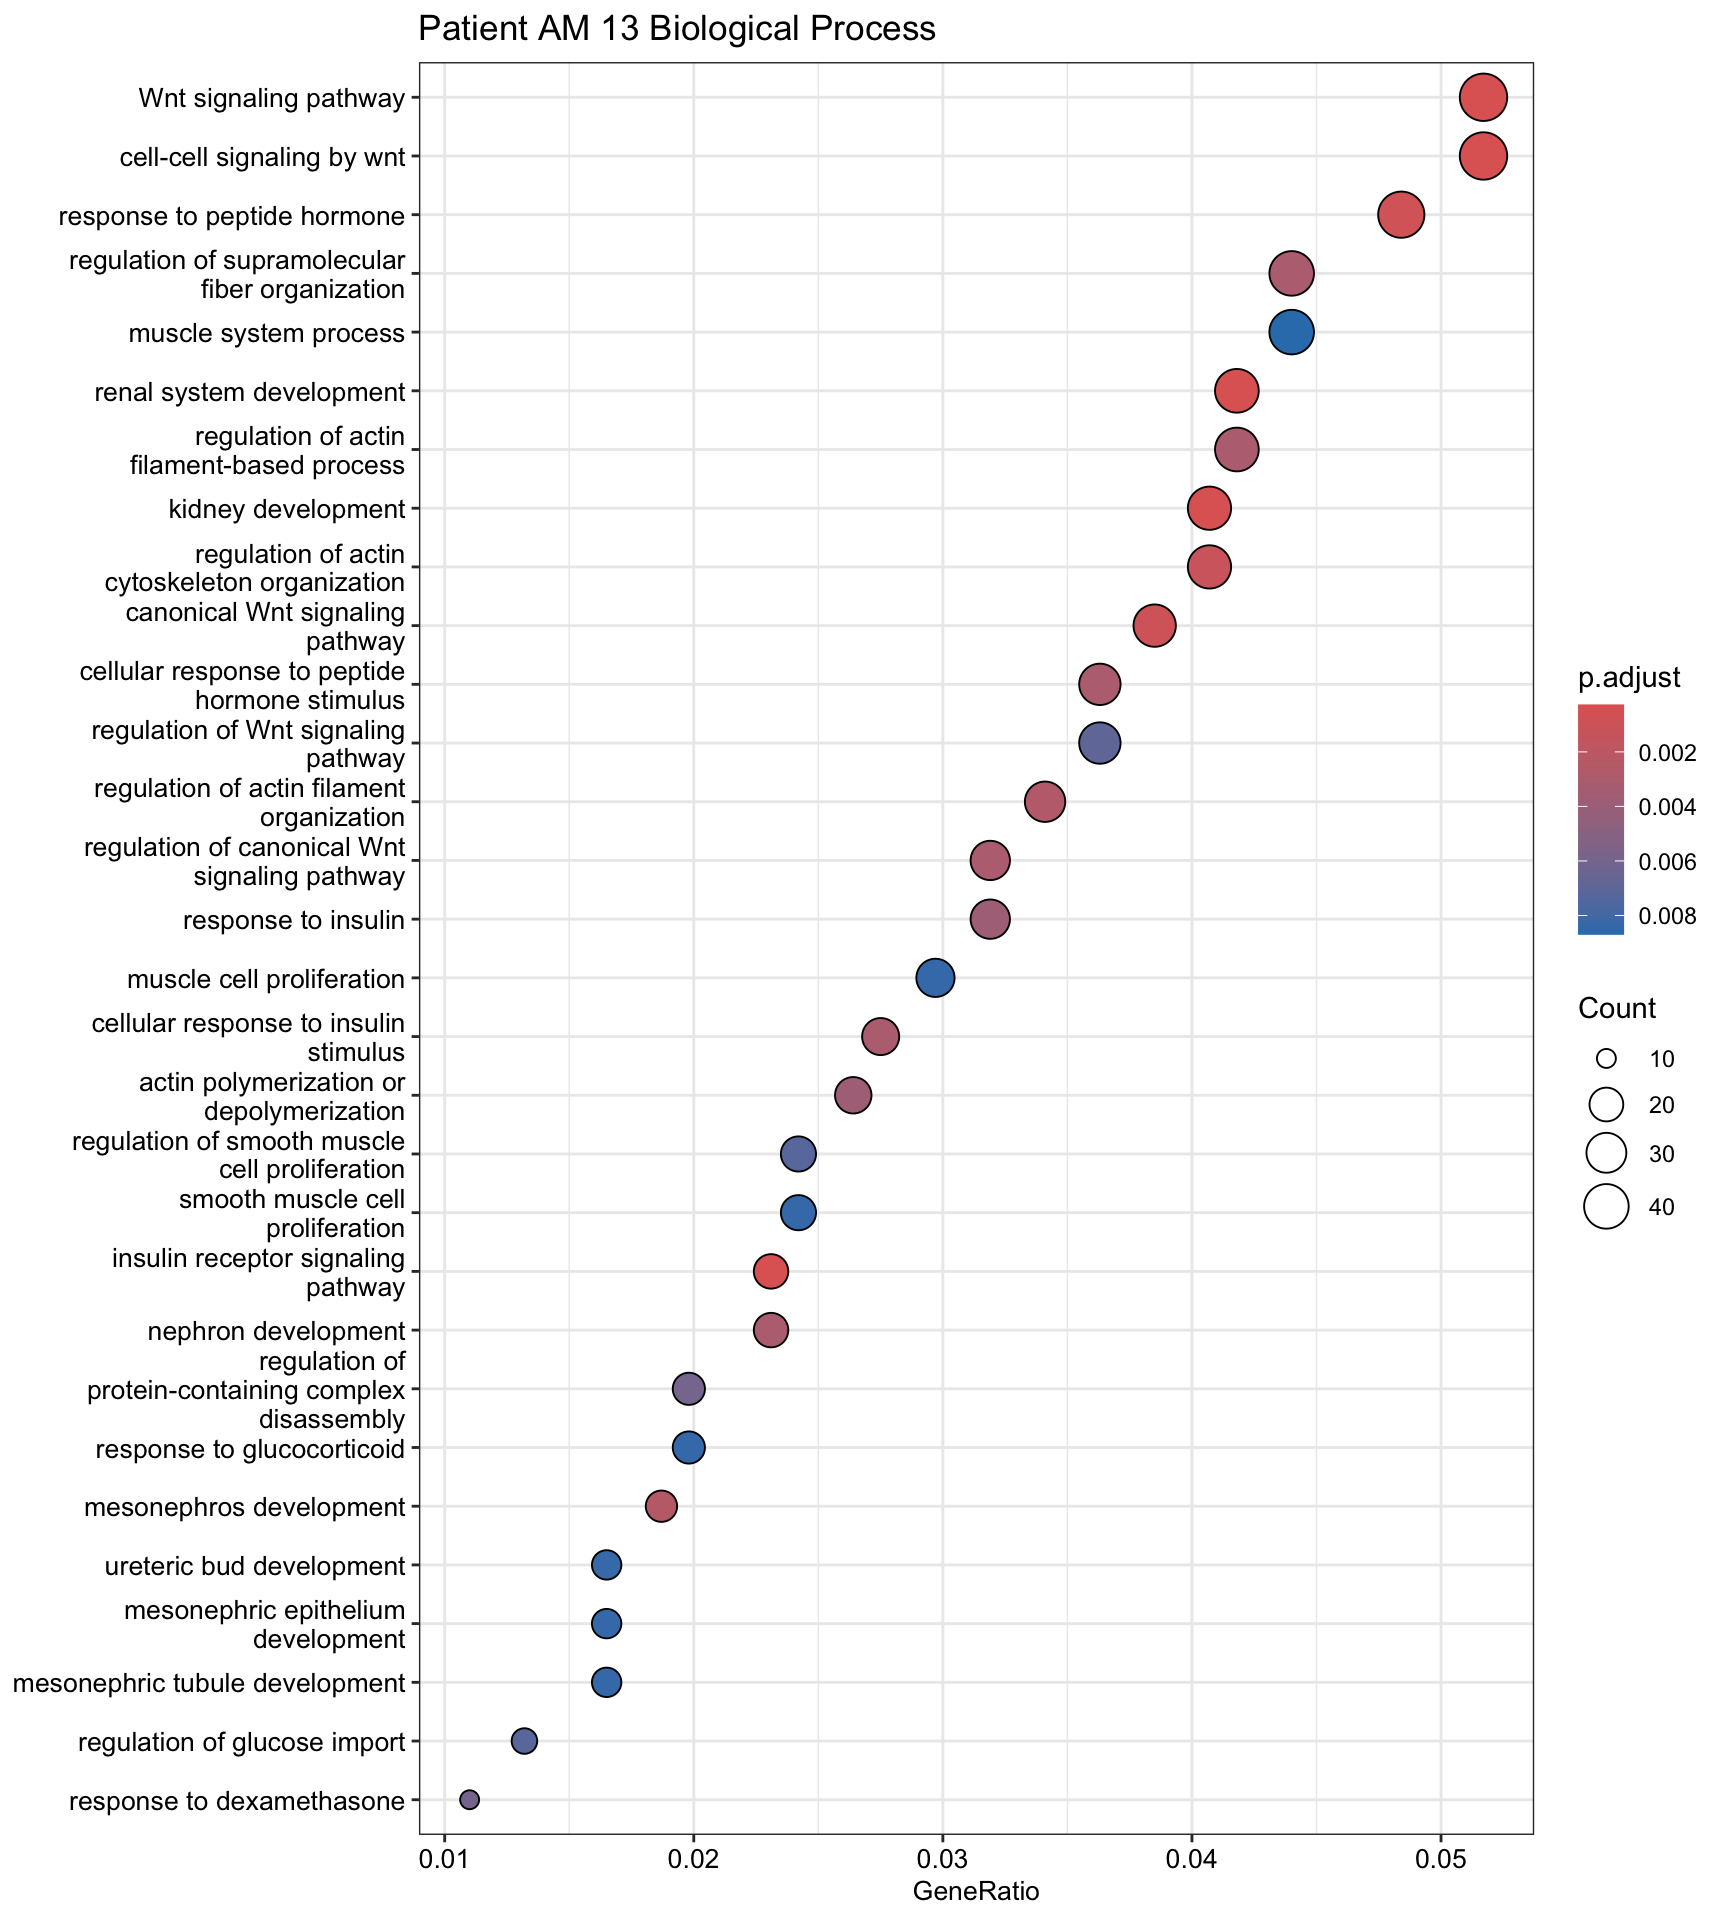 Patient AM 13 Biological Process
Wnt signaling pathway
cell-cell signaling by wnt
response to peptide hormone
regulation of supramolecular
fiber organization
muscle system process
renal system development
regulation of actin
filament-based process
kidney development
regulation of actin
cytoskeleton organization
canonical Wnt signaling
pathway
cellular response to peptide
hormone stimulus
regulation of Wnt signaling
pathway
regulation of actin filament
organization
regulation of canonical Wnt
signaling pathway
response to insulin
muscle cell proliferation
cellular response to insulin
stimulus
actin polymerization or
depolymerization
regulation of smooth muscle
cell proliferation
smooth muscle cell
proliferation
insulin receptor signaling
pathway
nephron development
regulation of
protein-containing complex
disassembly
response to glucocorticoid
mesonephros development
ureteric bud development
mesonephric epithelium
development
mesonephric tubule development
regulation of glucose import
response to dexamethasone
0.01 0.02 0.03 0.04 0.05
GeneRatio
p.adjust
0.002
0.004
0.006
0.008
Count
10
20
30
40